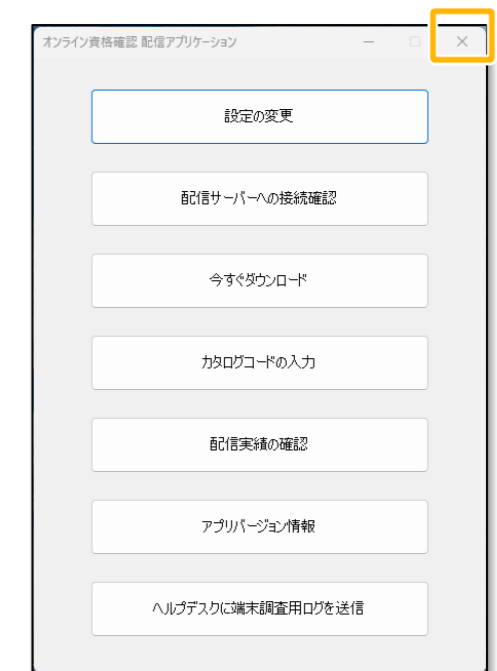 オンライン資格確認 配信アプリケーション
設定の変更
配信サーバーへの接続確認
今すぐダウンロード
カタログコードの入力
配信実績の確認
アプリバージョン情報
ヘルプデスクに端末調査用ログを送信